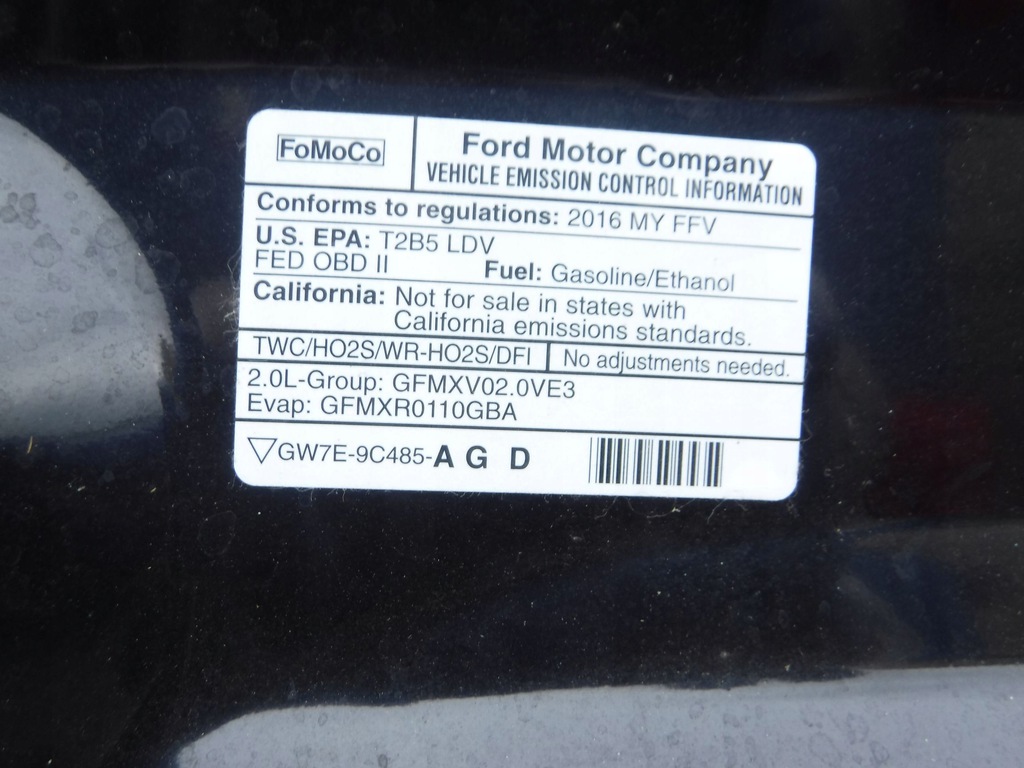 FoMoCo
Ford Motor Company
VEHICLE EMISSION CONTROL INFORMATION
Conforms to regulations: 2016 MY FFV
U.S. EPA: T2B5 LDV
FED OBD II Fuel: Gasoline/Ethanol
California: Not for sale in states with
California emissions standards.
TWC/HO2S/WR-HO2S/DFI No adjustments needed.
2.0L-Group: GFMXV02.0VE3
Evap: GFMXR0110GBA
GW7E-9C485-A G D